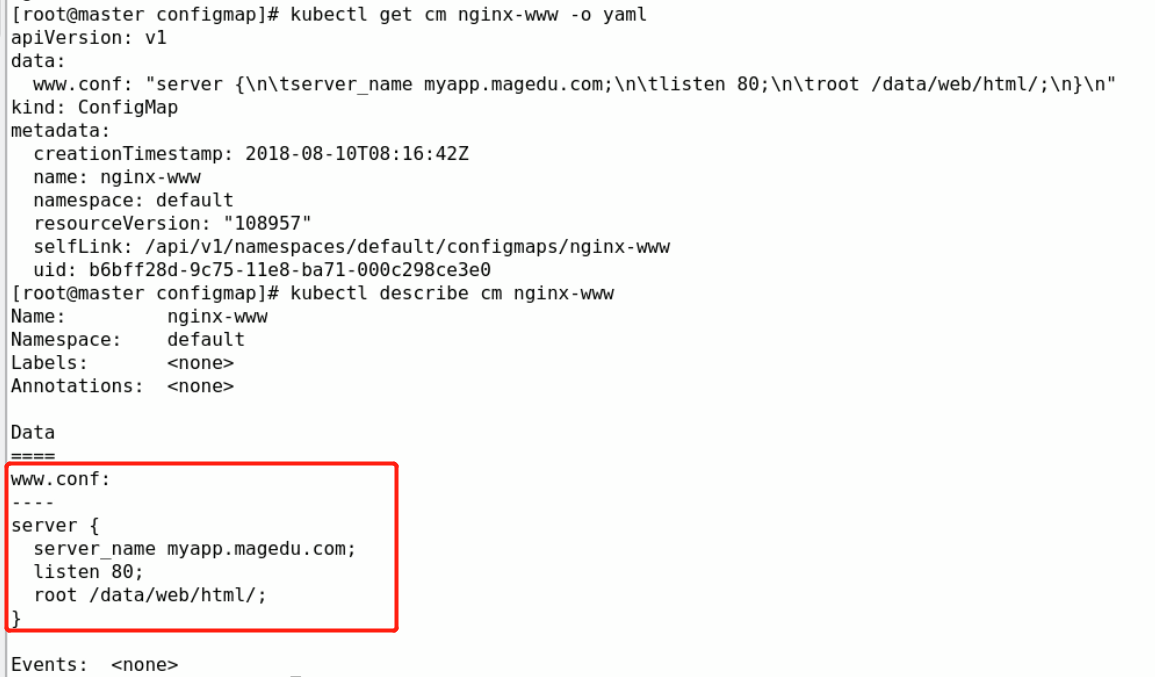 [root@master configmap]# kubectl get cm nginx-www -o yaml
apiVersion: v1
data:
  www.conf: "server {\n\tserver_name myapp.magedu.com;\n\tlisten 80;\n\troot /data/web/html/;\n}\n"
kind: ConfigMap
metadata:
  creationTimestamp: 2018-08-10T08:16:42Z
  name: nginx-www
  namespace: default
  resourceVersion: "108957"
  selfLink: /api/v1/namespaces/default/configmaps/nginx-www
  uid: b6bff28d-9c75-11e8-ba71-000c298ce3e0
[root@master configmap]# kubectl describe cm nginx-www
Name:         nginx-www
Namespace:    default
Labels:       <none>
Annotations:  <none>

Data
====
www.conf:
----
server {
  server_name myapp.magedu.com;
  listen 80;
  root /data/web/html/;
}

Events:  <none>